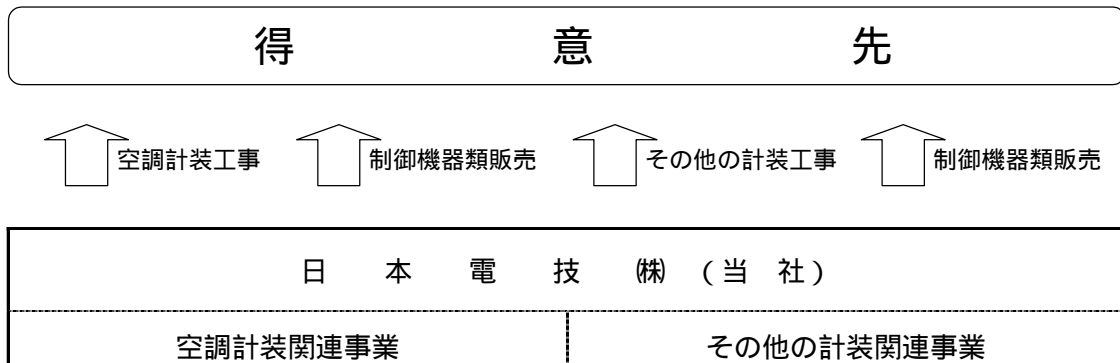 得意先
空調計装工事 制御機器類販売 その他の計装工事 制御機器類販売
日本電技㈱（当社）
空調計装関連事業 その他の計装関連事業